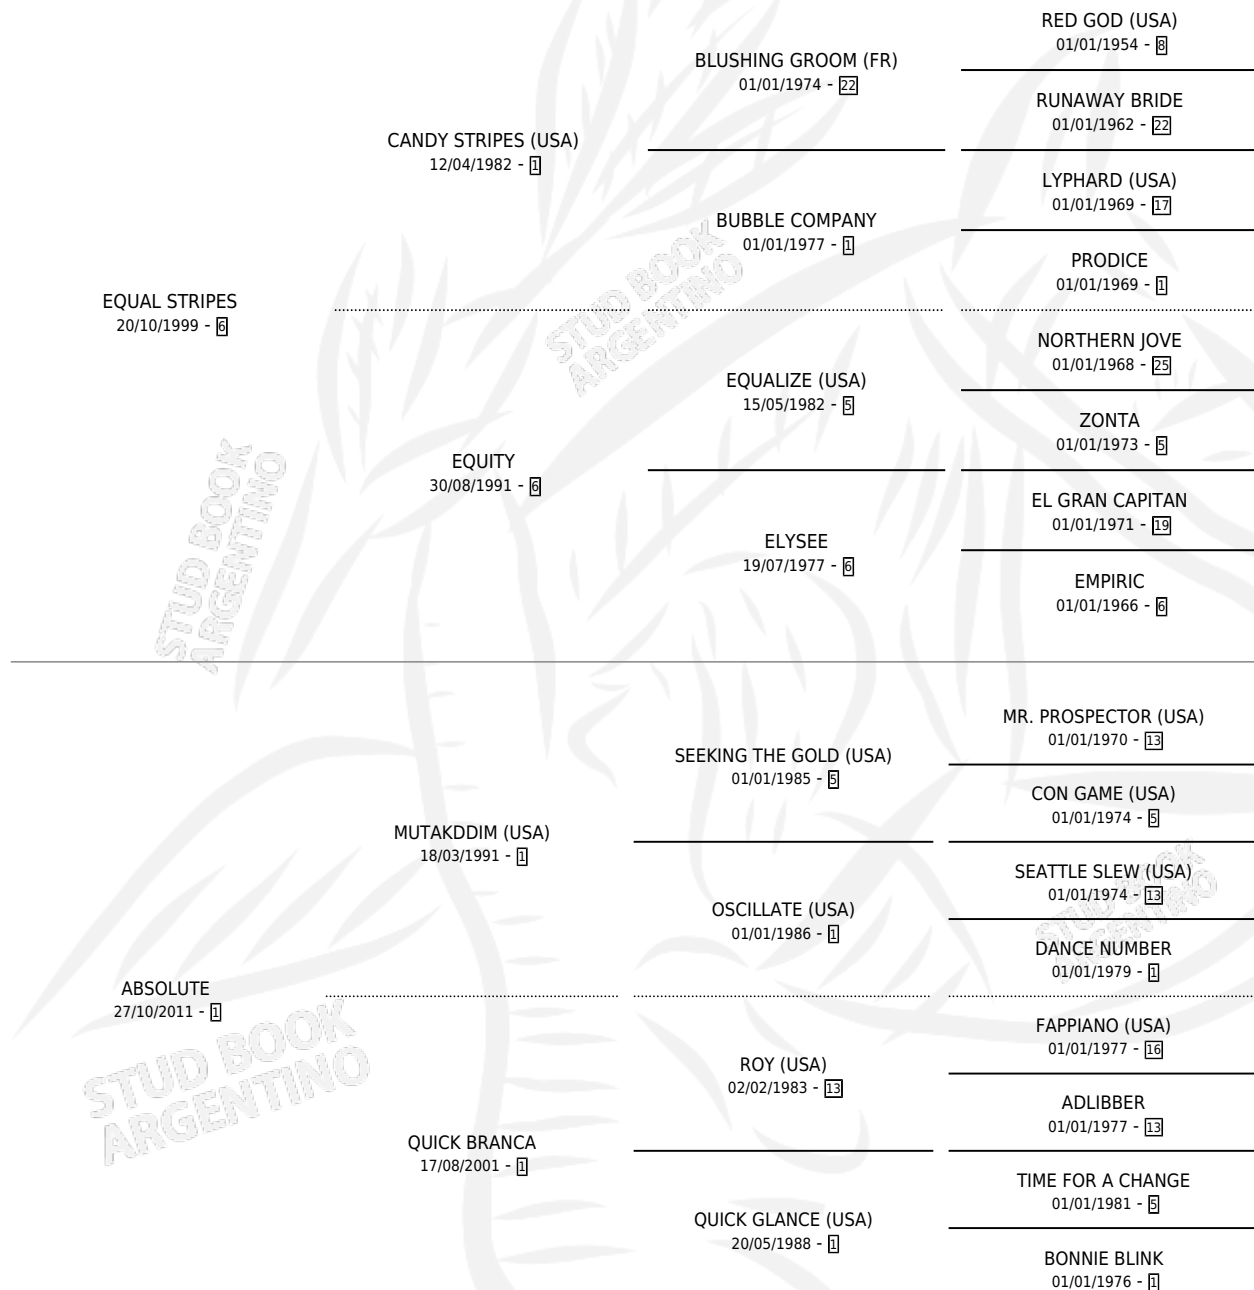 RED GOD (USA)
01/01/1954 - 8
BLUSHING GROOM (FR)
01/01/1974 - 22
RUNAWAY BRIDE
01/01/1962 - 22
CANDY STRIPES (USA)
12/04/1982 - 1
LYPHARD (USA)
01/01/1969 - 17
BUBBLE COMPANY
01/01/1977 - 1
PRODICE
01/01/1969 - 1
EQUAL STRIPES
20/10/1999 - 6
NORTHERN JOVE
01/01/1968 - 25
EQUALIZE (USA)
15/05/1982 - 5
ZONTA
01/01/1973 - 5
EQUITY
30/08/1991 - 6
EL GRAN CAPITAN
01/01/1971 - 19
ELYSEE
19/07/1977 - 6
EMPIRIC
01/01/1966 - 6
STUD BOOK
ARGENTINO
STUD BOOK
ARGENTINO
MR. PROSPECTOR (USA)
01/01/1970 - 13
SEEKING THE GOLD (USA)
01/01/1985 - 5
CON GAME (USA)
01/01/1974 - 5
MUTAKDDIM (USA)
18/03/1991 - 1
SEATTLE SLEW (USA)
01/01/1974 - 13
OSCILLATE (USA)
01/01/1986 - 1
DANCE NUMBER
01/01/1979 - 1
STUD BOOK
ARGENTINO
ABSOLUTE
27/10/2011 - 1
FAPPIANO (USA)
01/01/1977 - 16
ROY (USA)
02/02/1983 - 13
ADLIBBER
01/01/1977 - 13
STUD BOOK
ARGENTINO
QUICK BRANCA
17/08/2001 - 1
TIME FOR A CHANGE
01/01/1981 - 5
QUICK GLANCE (USA)
20/05/1988 - 1
BONNIE BLINK
01/01/1976 - 1